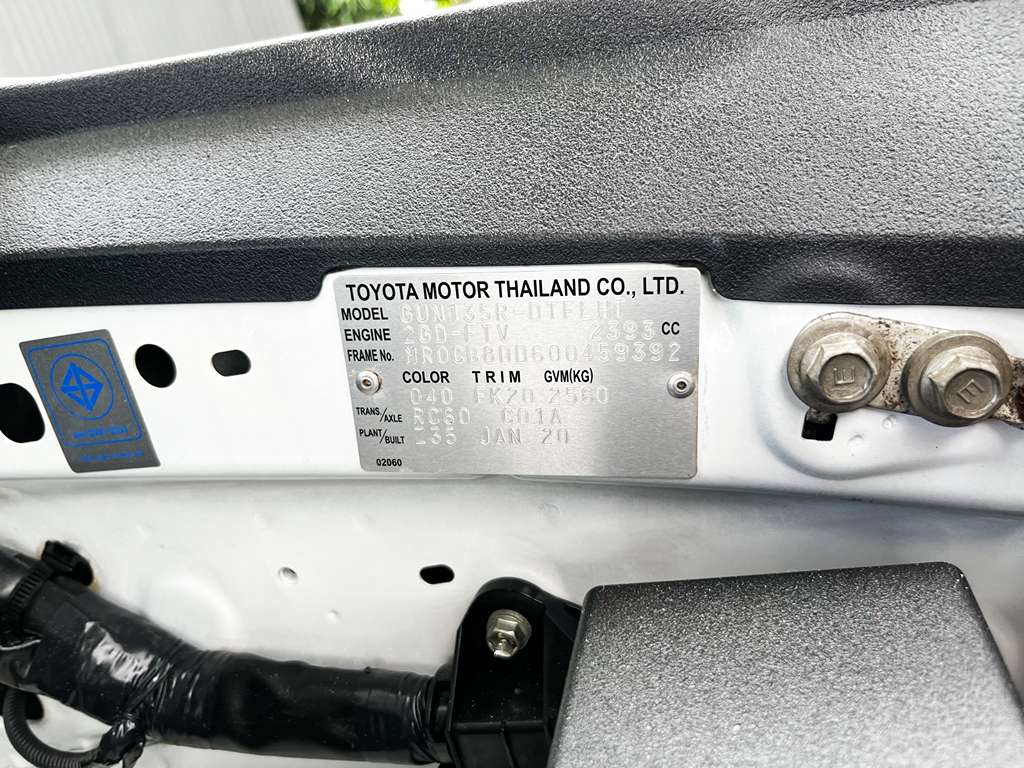 TOYOTA MOTOR THAILAND CO., LTD.
MODEL GUN135R-DTFLHT
ENGINE 2GD-FTV 2393 CC
FRAME No. MR0GB8DD600459392
COLOR TRIM GVM(KG)
040 FK20 2560
TRANS./AXLE RC60 C01A
PLANT/BUILT Z35 JAN 20
02060
E
E